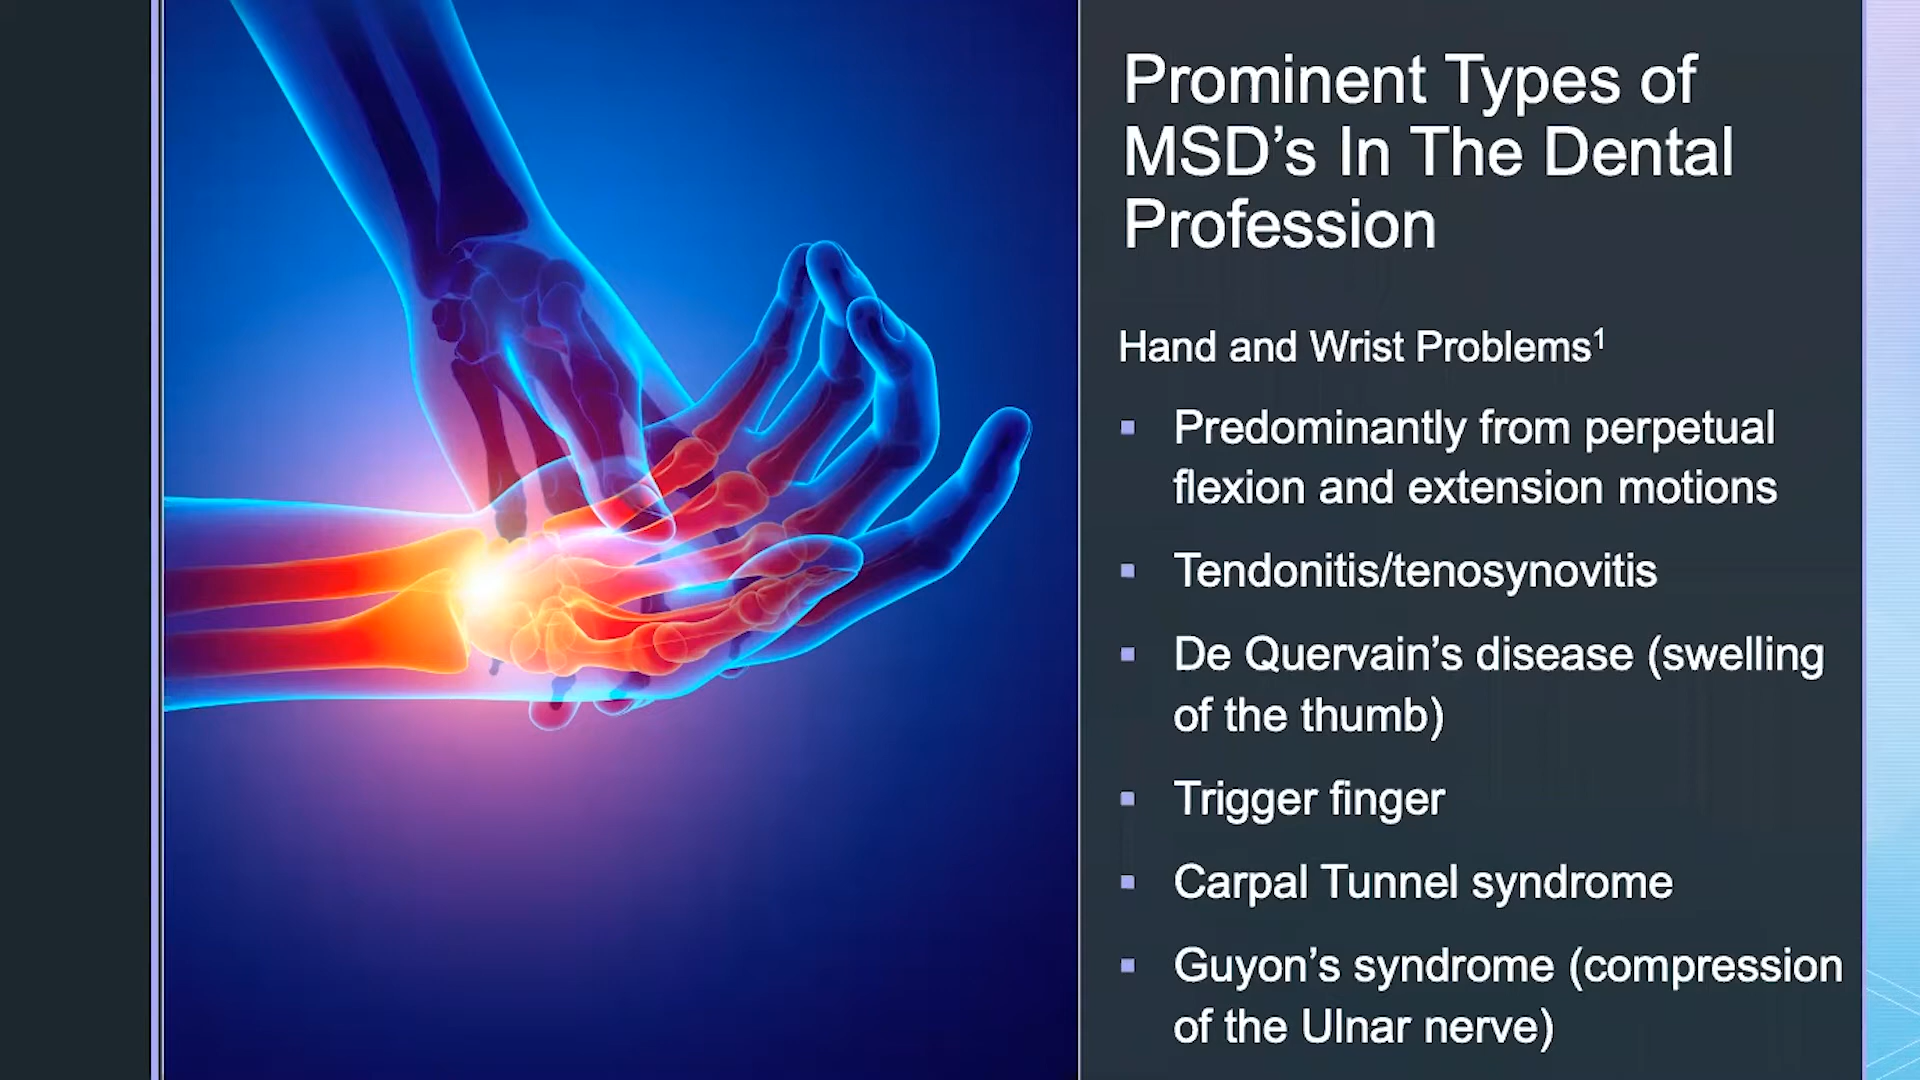 Prominent Types of
MSD’s In The Dental
Profession
Hand and Wrist Problems¹
▪ Predominantly from perpetual
flexion and extension motions
▪ Tendonitis/tenosynovitis
▪ De Quervain’s disease (swelling
of the thumb)
▪ Trigger finger
▪ Carpal Tunnel syndrome
▪ Guyon’s syndrome (compression
of the Ulnar nerve)